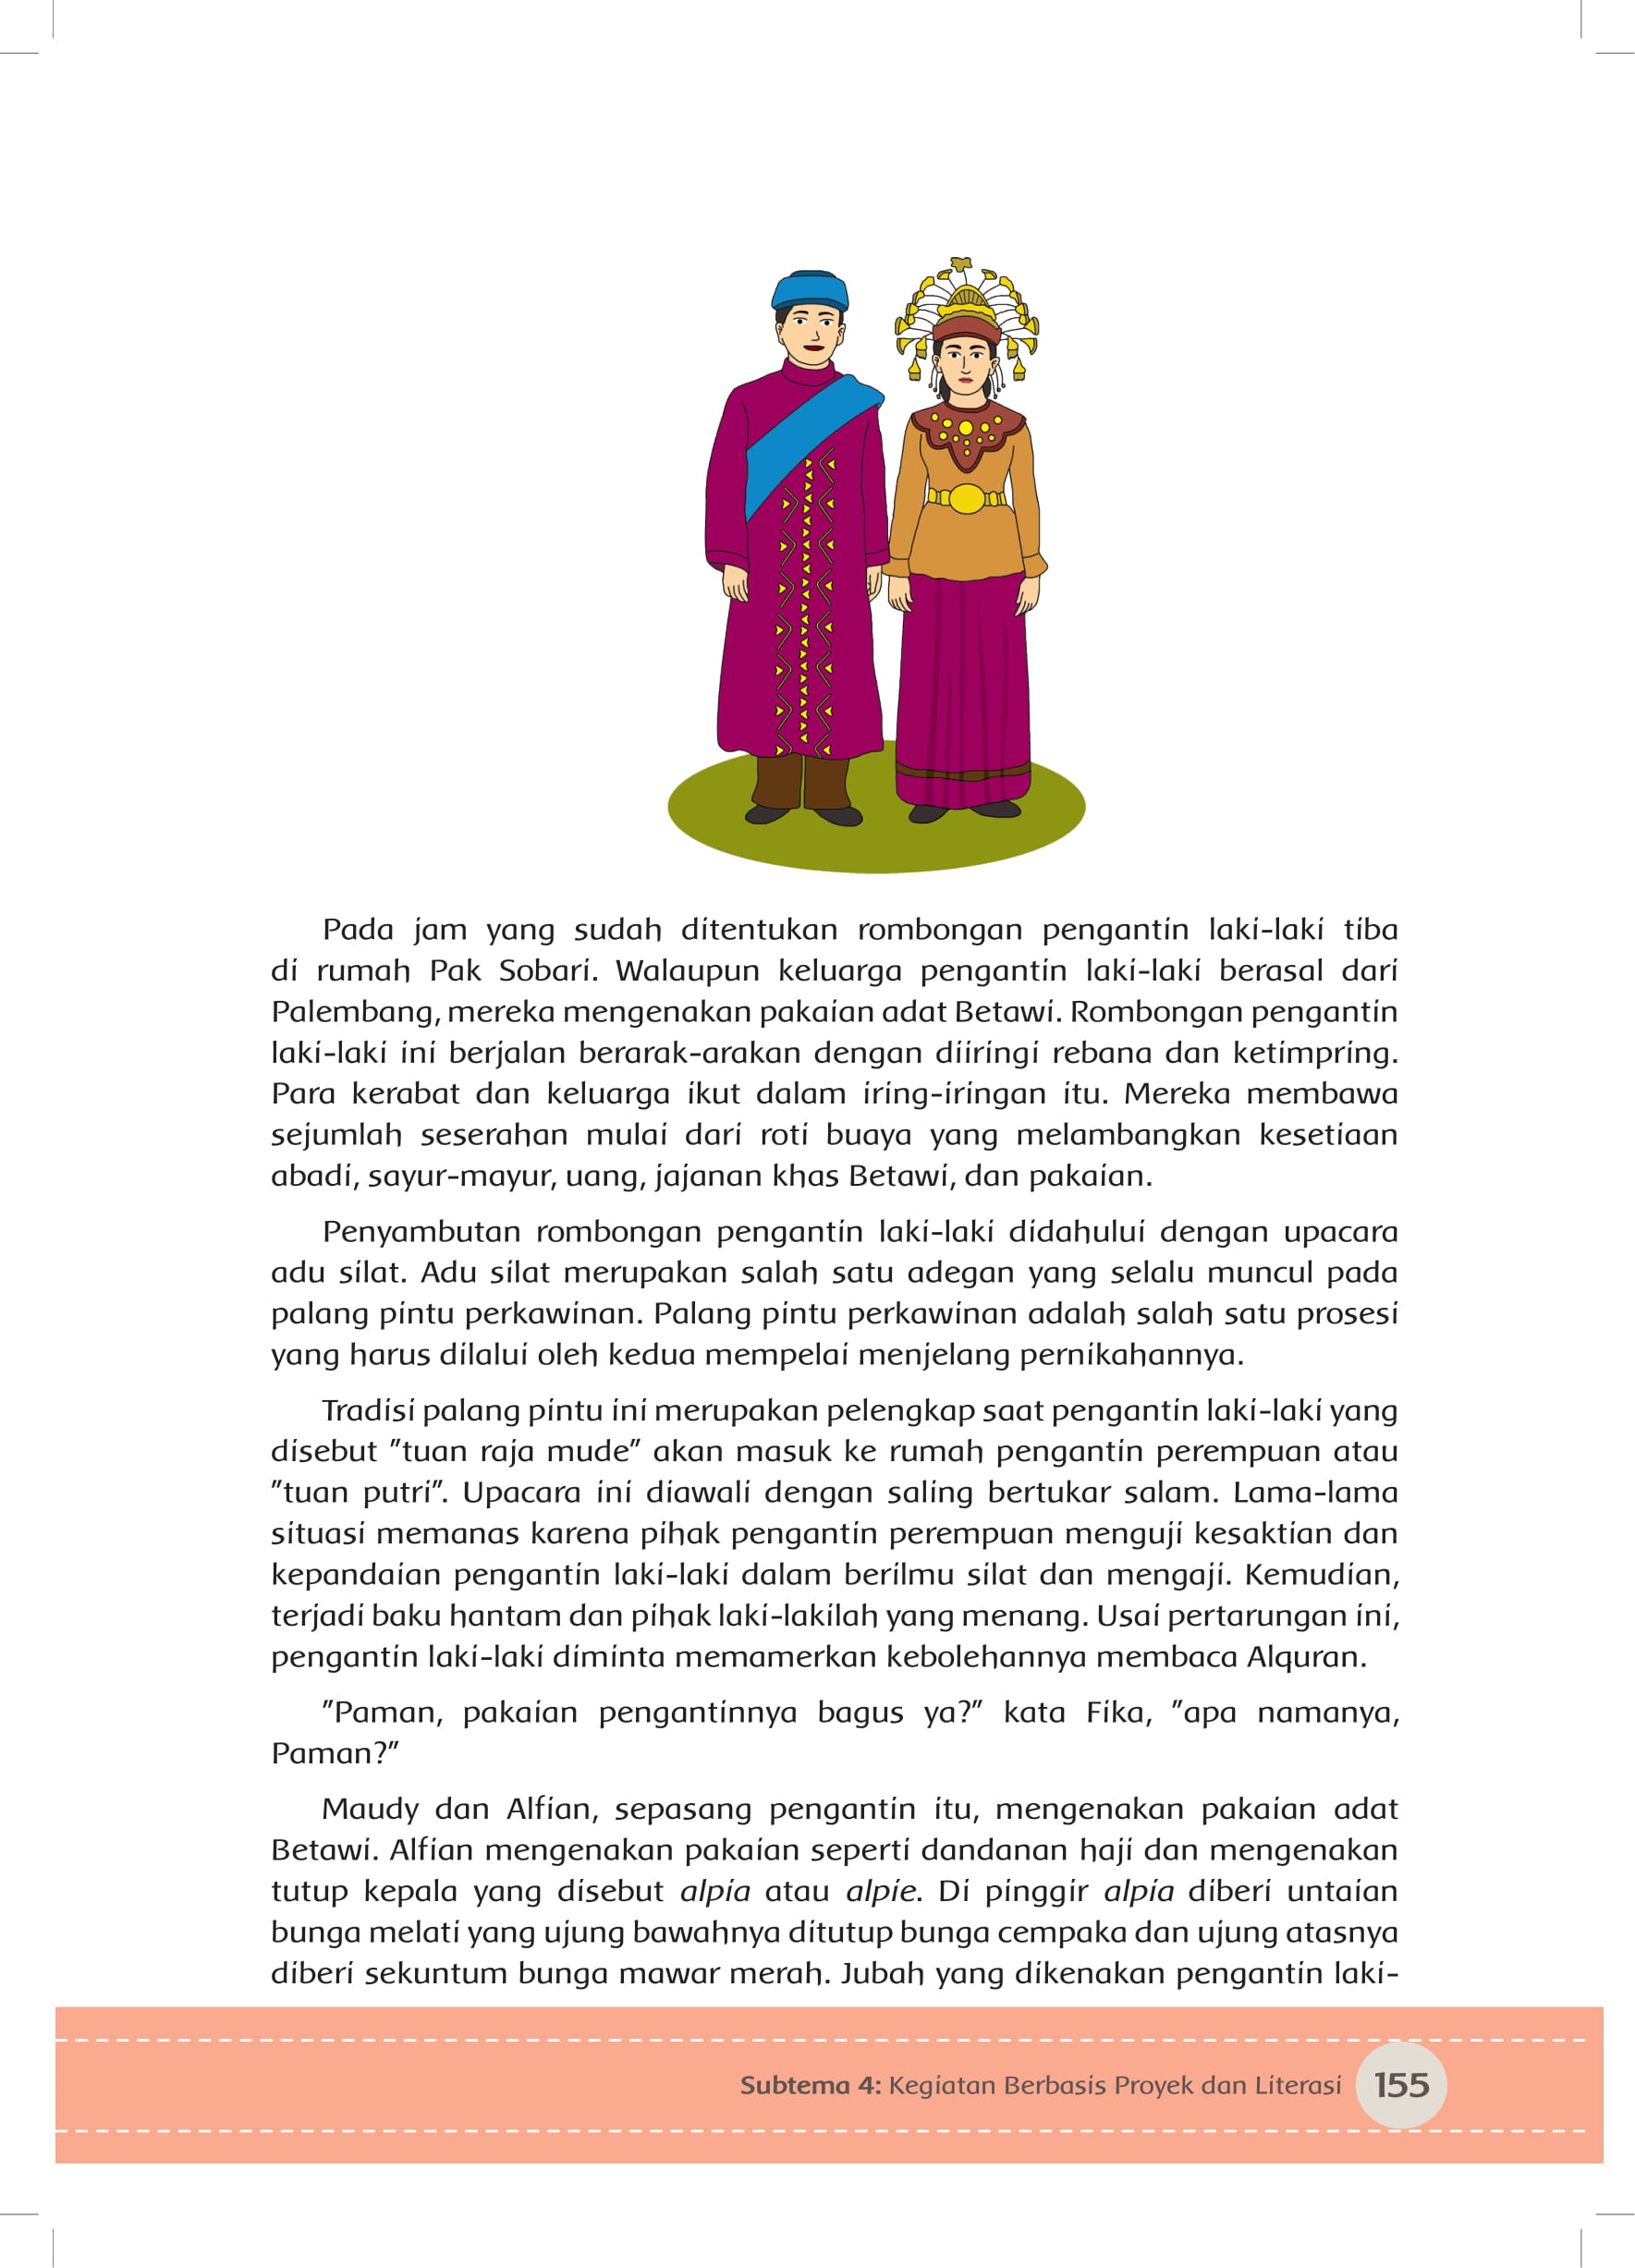 Pada jam yang sudah ditentukan rombongan pengantin laki-laki tiba
di rumah Pak Sobari. Walaupun keluarga pengantin laki-laki berasal dari
Palembang, mereka mengenakan pakaian adat Betawi. Rombongan pengantin
laki-laki ini berjalan berarak-arakan dengan diiringi rebana dan ketimpring.
Para kerabat dan keluarga ikut dalam iring-iringan itu. Mereka membawa
sejumlah seserahan mulai dari roti buaya yang melambangkan kesetiaan
abadi, sayur-mayur, uang, jajanan khas Betawi, dan pakaian.
Penyambutan rombongan pengantin laki-laki didahului dengan upacara
adu silat. Adu silat merupakan salah satu adegan yang selalu muncul pada
palang pintu perkawinan. Palang pintu perkawinan adalah salah satu prosesi
yang harus dilalui oleh kedua mempelai menjelang pernikahannya.
Tradisi palang pintu ini merupakan pelengkap saat pengantin laki-laki yang
disebut "tuan raja mude" akan masuk ke rumah pengantin perempuan atau
"tuan putri". Upacara ini diawali dengan saling bertukar salam. Lama-lama
situasi memanas karena pihak pengantin perempuan menguji kesaktian dan
kepandaian pengantin laki-laki dalam berilmu silat dan mengaji. Kemudian,
terjadi baku hantam dan pihak laki-lakilah yang menang. Usai pertarungan ini,
pengantin laki-laki diminta memamerkan kebolehannya membaca Alquran.
"Paman, pakaian pengantinnya bagus ya?" kata Fika, "apa namanya,
Paman?"
Maudy dan Alfian, sepasang pengantin itu, mengenakan pakaian adat
Betawi. Alfian mengenakan pakaian seperti dandanan haji dan mengenakan
tutup kepala yang disebut alpia atau alpie. Di pinggir alpia diberi untaian
bunga melati yang ujung bawahnya ditutup bunga cempaka dan ujung atasnya
diberi sekuntum bunga mawar merah. Jubah yang dikenakan pengantin laki-
Subtema 4: Kegiatan Berbasis Proyek dan Literasi 155